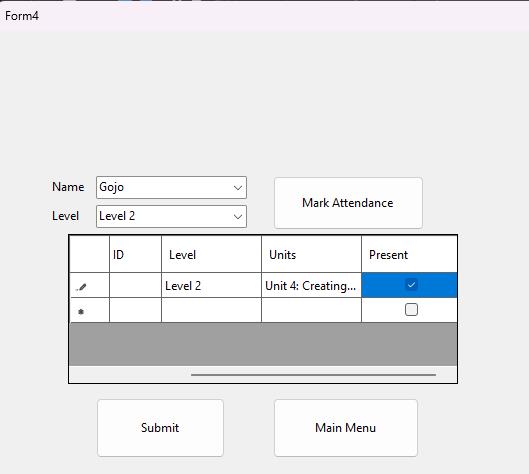 Form4
Name Gojo
Level Level 2
Mark Attendance
ID Level Units Present
Level 2 Unit 4: Creating...
Submit Main Menu